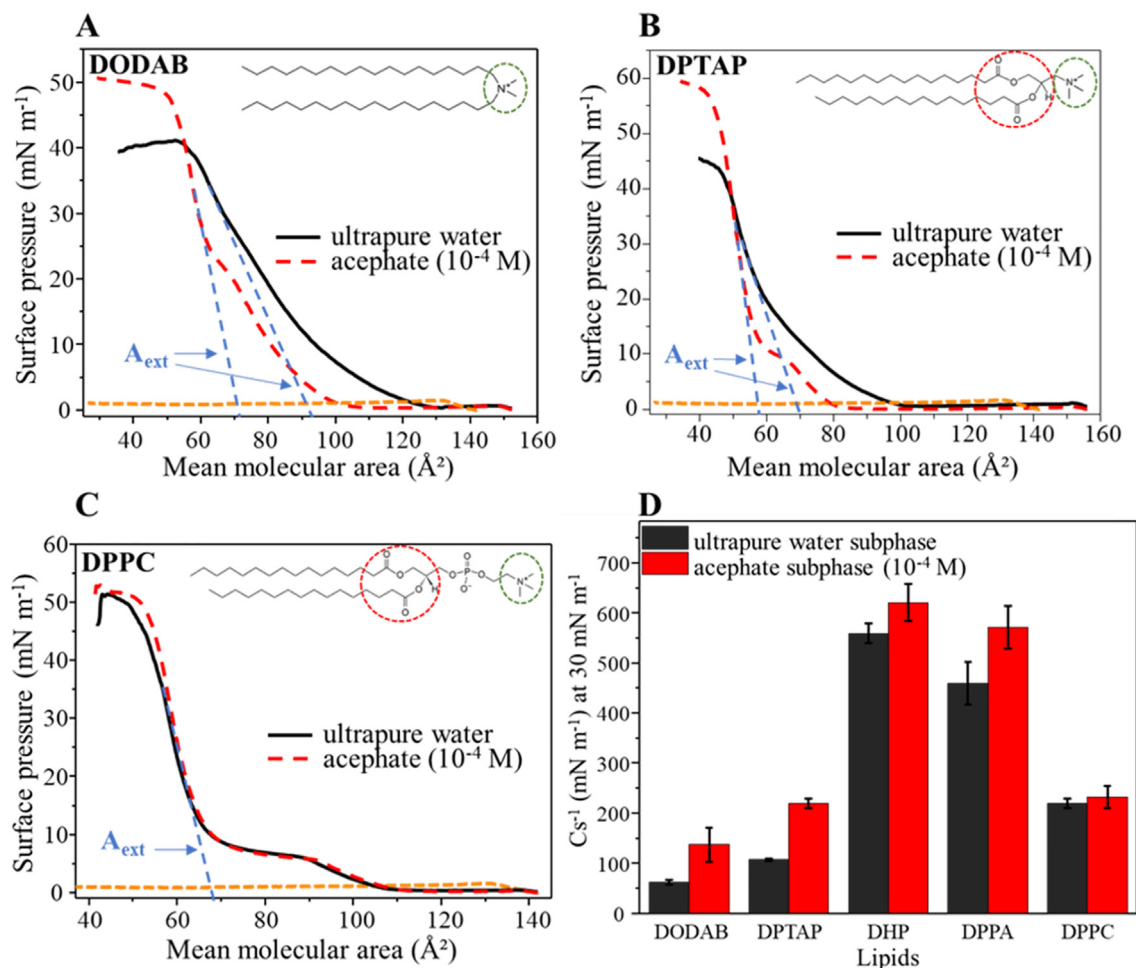 A
DODAB
N⁺
50
40
30
20
10
0
Surface pressure (mN m⁻¹)
ultrapure water
acephate (10⁻⁴ M)
Aext
40 60 80 100 120 140 160
Mean molecular area (Å²)
B
DPTAP
O
O
O
O
H
N⁺
60
50
40
30
20
10
0
Surface pressure (mN m⁻¹)
ultrapure water
acephate (10⁻⁴ M)
Aext
40 60 80 100 120 140 160
Mean molecular area (Å²)
C
DPPC
O
O
O
O
H
O
P
O
O
O⁻
N⁺
60
50
40
30
20
10
0
Surface pressure (mN m⁻¹)
ultrapure water
acephate (10⁻⁴ M)
Aext
40 60 80 100 120 140
Mean molecular area (Å²)
D
ultrapure water subphase
acephate subphase (10⁻⁴ M)
700
600
500
400
300
200
100
0
Cs⁻¹ (mN m⁻¹) at 30 mN m⁻¹
DODAB DPTAP DHP DPPA DPPC
Lipids